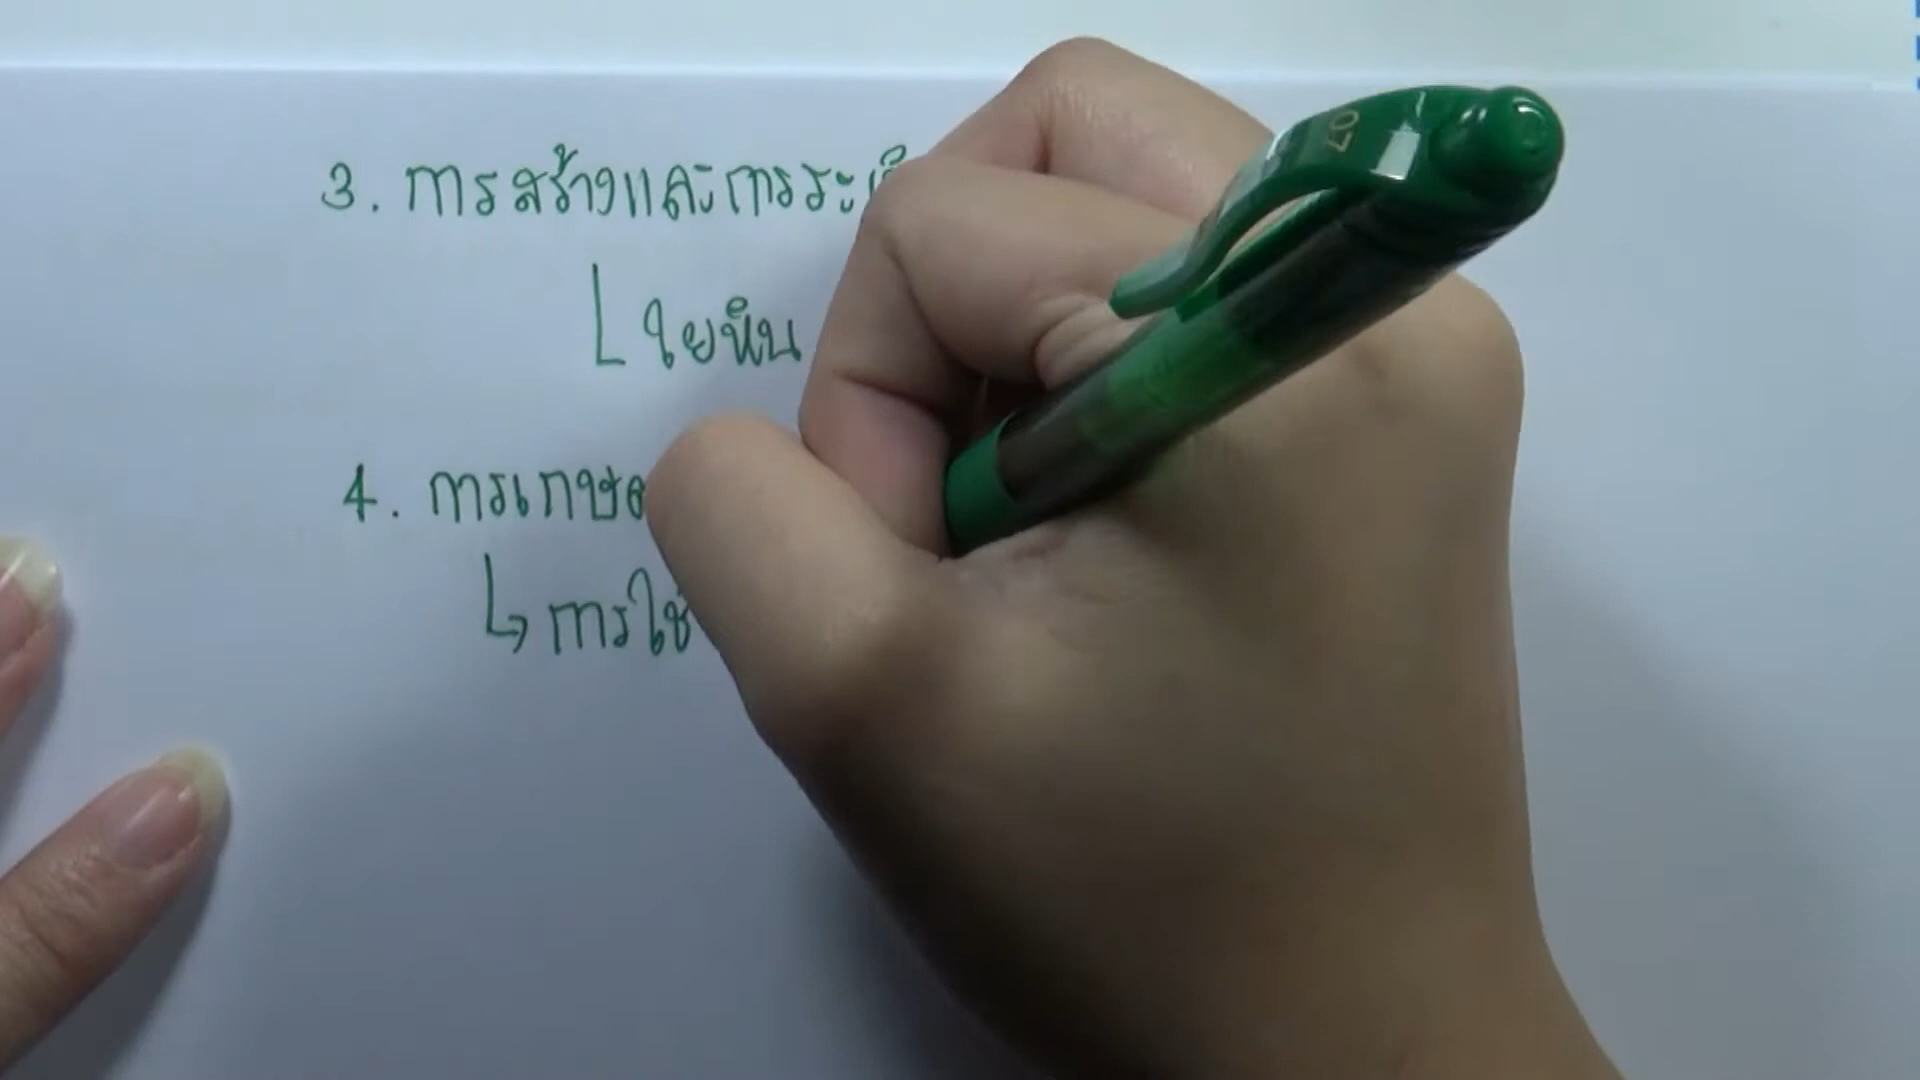 3. การสร้างและการระ
ใยหิน
4. การเกษต
การใช้
07